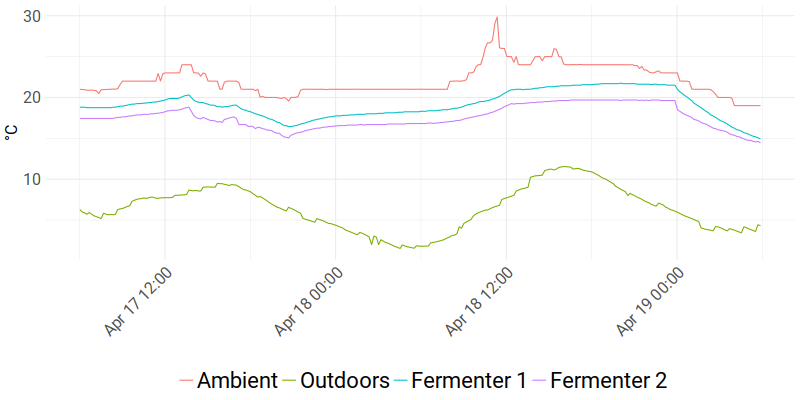 30
20
10
°C
Apr 17 12:00
Apr 18 00:00
Apr 18 12:00
Apr 19 00:00
Ambient Outdoors Fermenter 1 Fermenter 2